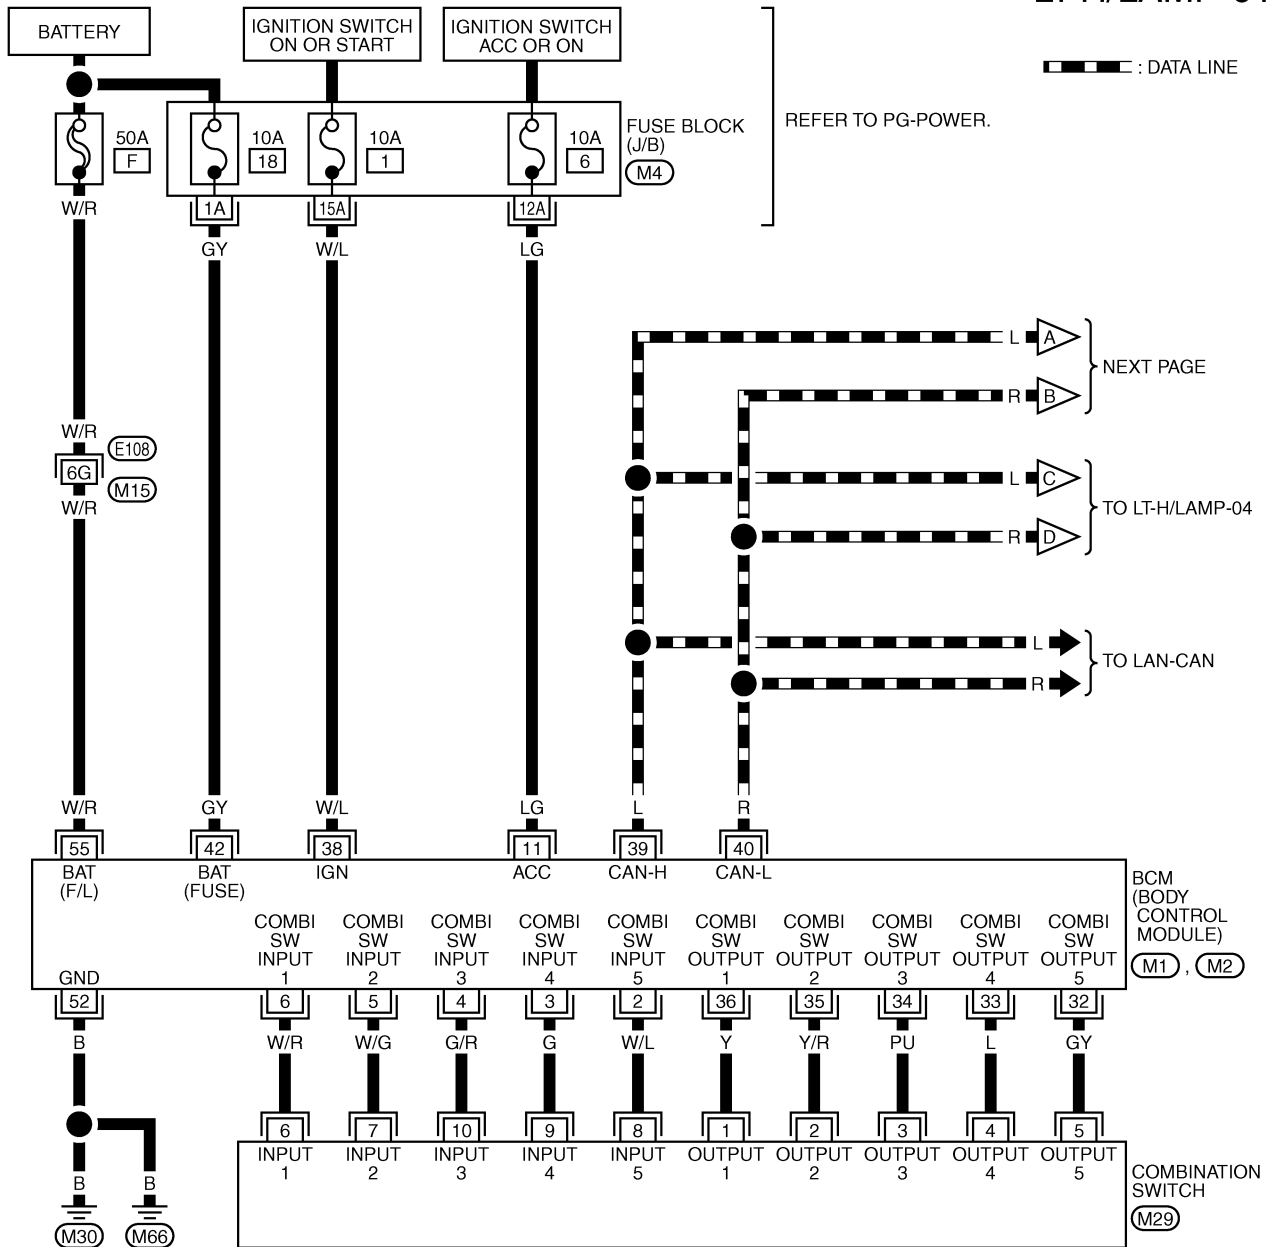 BATTERY
IGNITION SWITCH
ON OR START
IGNITION SWITCH
ACC OR ON
: DATA LINE
50A
F
10A
18
10A
1
10A
6
FUSE BLOCK
(J/B)
M4
REFER TO PG-POWER.
1A
15A
12A
W/R
GY
W/L
LG
L
A
R
B
NEXT PAGE
W/R
E108
6G
M15
W/R
L
C
R
D
TO LT-H/LAMP-04
L
R
TO LAN-CAN
W/R
GY
W/L
LG
L
R
55
42
38
11
39
40
BAT
(F/L)
BAT
(FUSE)
IGN
ACC
CAN-H
CAN-L
BCM
(BODY
CONTROL
MODULE)
M1 , M2
COMBI
SW
INPUT
1
COMBI
SW
INPUT
2
COMBI
SW
INPUT
3
COMBI
SW
INPUT
4
COMBI
SW
INPUT
5
COMBI
SW
OUTPUT
1
COMBI
SW
OUTPUT
2
COMBI
SW
OUTPUT
3
COMBI
SW
OUTPUT
4
COMBI
SW
OUTPUT
5
GND
52
6
5
4
3
2
36
35
34
33
32
B
W/R
W/G
G/R
G
W/L
Y
Y/R
PU
L
GY
6
7
10
9
8
1
2
3
4
5
INPUT
1
INPUT
2
INPUT
3
INPUT
4
INPUT
5
OUTPUT
1
OUTPUT
2
OUTPUT
3
OUTPUT
4
OUTPUT
5
COMBINATION
SWITCH
M29
B
B
M30
M66